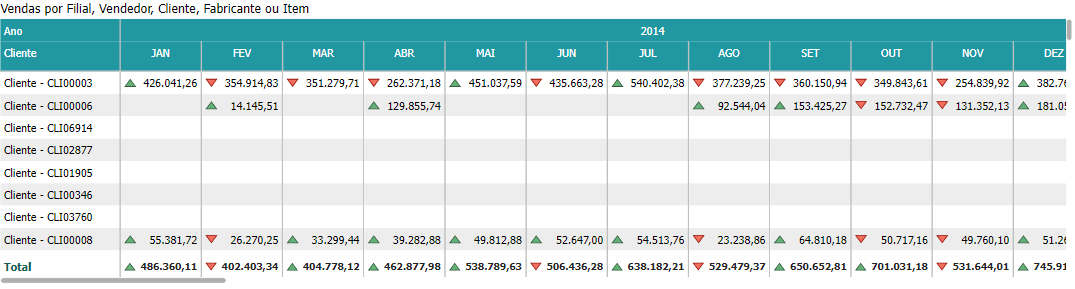 Vendas por Filial, Vendedor, Cliente, Fabricante ou Item
Ano 2014
Cliente JAN FEV MAR ABR MAI JUN JUL AGO SET OUT NOV DEZ
Cliente - CLI00003 426.041,26 354.914,83 351.279,71 262.371,18 451.037,59 435.663,28 540.402,38 377.239,25 360.150,94 349.843,61 254.839,92 382.76
Cliente - CLI00006 14.145,51 129.855,74 92.544,04 153.425,27 152.732,47 131.352,13 181.05
Cliente - CLI06914
Cliente - CLI02877
Cliente - CLI01905
Cliente - CLI00346
Cliente - CLI03760
Cliente - CLI00008 55.381,72 26.270,25 33.299,44 39.282,88 49.812,88 52.647,00 54.513,76 23.238,86 64.810,18 50.717,16 49.760,10 51.26
Total 486.360,11 402.403,34 404.778,12 462.877,98 538.789,63 506.436,28 638.182,21 529.479,37 650.652,81 701.031,18 531.644,01 745.91